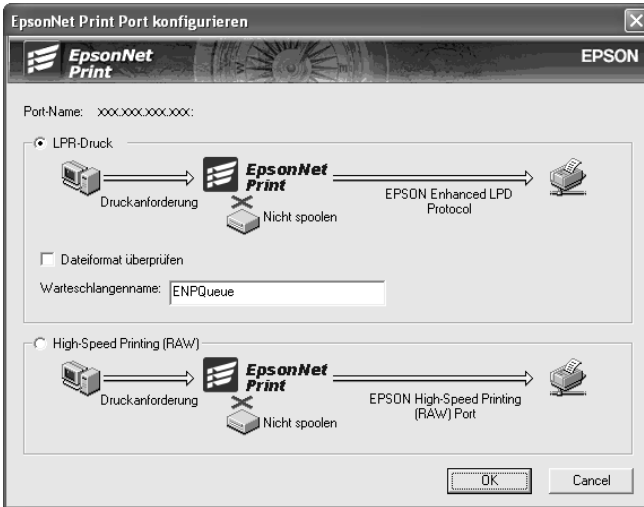 EpsonNet Print Port konfigurieren
EpsonNet
Print
EPSON
Port-Name: xxx.xxx.xxx.xxx:
LPR-Druck
EpsonNet
Print
Druckanforderung
EPSON Enhanced LPD
Protocol
Nicht spoolen
Dateiformat überprüfen
Warteschlangenname: ENPQueue
High-Speed Printing (RAW)
EpsonNet
Print
Druckanforderung
EPSON High-Speed Printing
(RAW) Port
Nicht spoolen
OK
Cancel